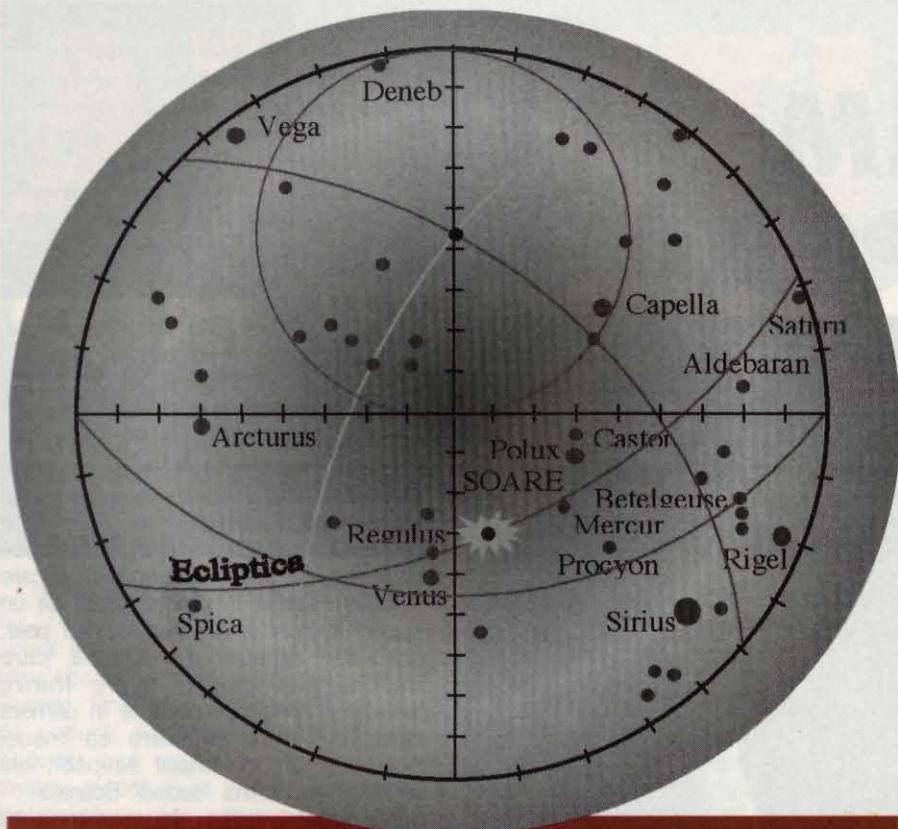 Deneb
Vega
Capella
Saturn
Aldebaran
Arcturus
Castor
Polux
SOARE
Betelgeuse
Regulus
Mercur
Procyon
Rigel
Ecliptica
Venus
Spica
Sirius